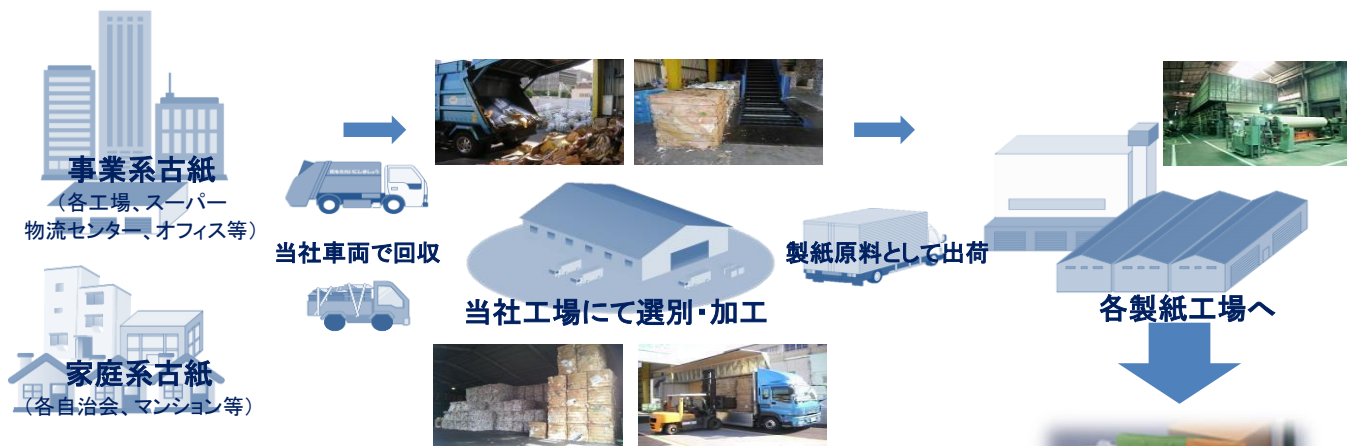 事業系古紙
(各工場、スーパー
物流センター、オフィス等)
家庭系古紙
(各自治会、マンション等)
当社車両で回収
当社工場にて選別・加工
製紙原料として出荷
各製紙工場へ